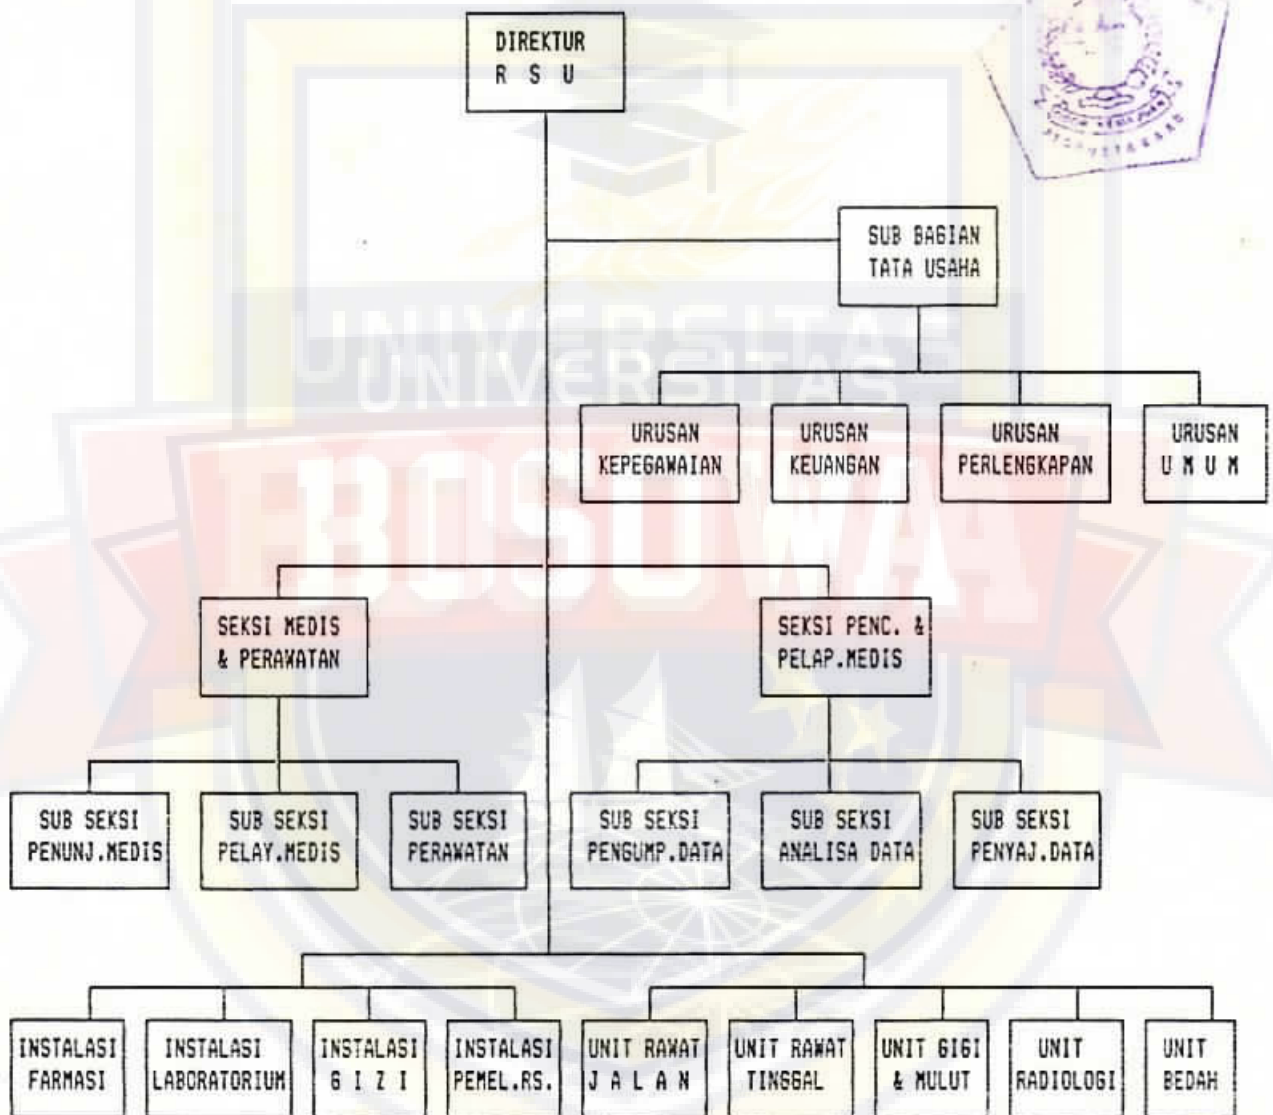 DIREKTUR
R S U
SUB BAGIAN
TATA USAHA
UNIVERSITAS
UNIVERSITAS
BOSOWA
URUSAN
KEPEGAWAIAN
URUSAN
KEUANGAN
URUSAN
PERLENGKAPAN
URUSAN
U M U M
SEKSI MEDIS
& PERAWATAN
SEKSI PENC. &
PELAP.MEDIS
SUB SEKSI
PENUNJ.MEDIS
SUB SEKSI
PELAY.MEDIS
SUB SEKSI
PERAWATAN
SUB SEKSI
PENGUMP.DATA
SUB SEKSI
ANALISA DATA
SUB SEKSI
PENYAJ.DATA
INSTALASI
FARMASI
INSTALASI
LABORATORIUM
INSTALASI
G I Z I
INSTALASI
PEMEL.RS.
UNIT RAWAT
J A L A N
UNIT RAWAT
TINGGAL
UNIT GIGI
& MULUT
UNIT
RADIOLOGI
UNIT
BEDAH